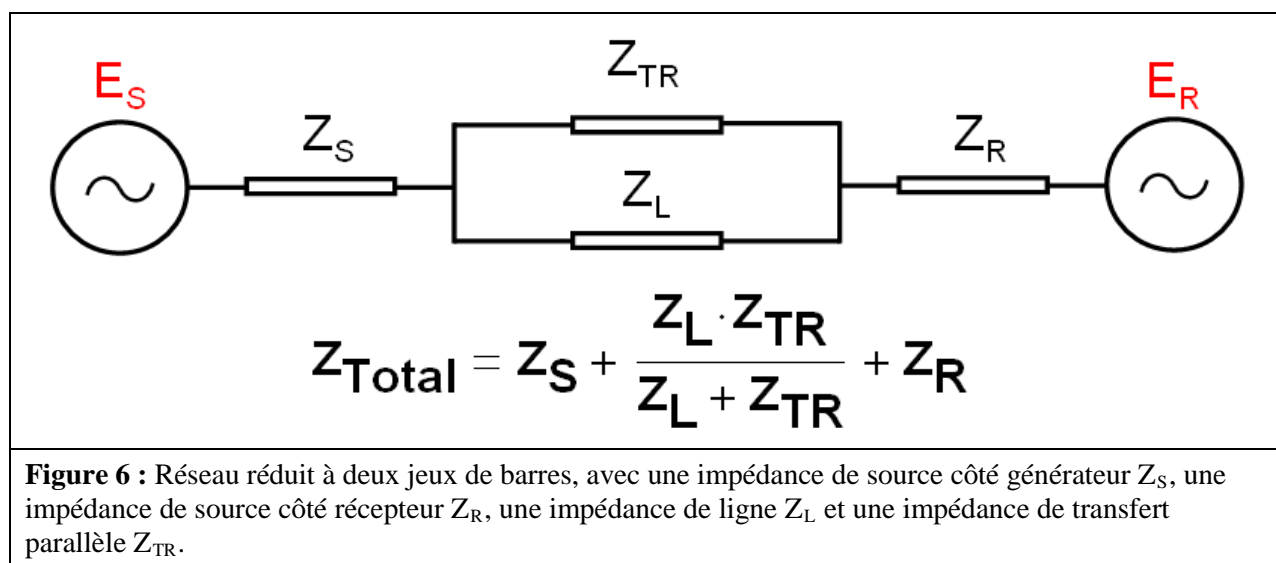 E_S
Z_S
Z_TR
Z_L
Z_R
E_R
Z_Total = Z_S + (Z_L · Z_TR) / (Z_L + Z_TR) + Z_R
Figure 6 : Réseau réduit à deux jeux de barres, avec une impédance de source côté générateur Z_S, une
impédance de source côté récepteur Z_R, une impédance de ligne Z_L et une impédance de transfert
parallèle Z_TR.